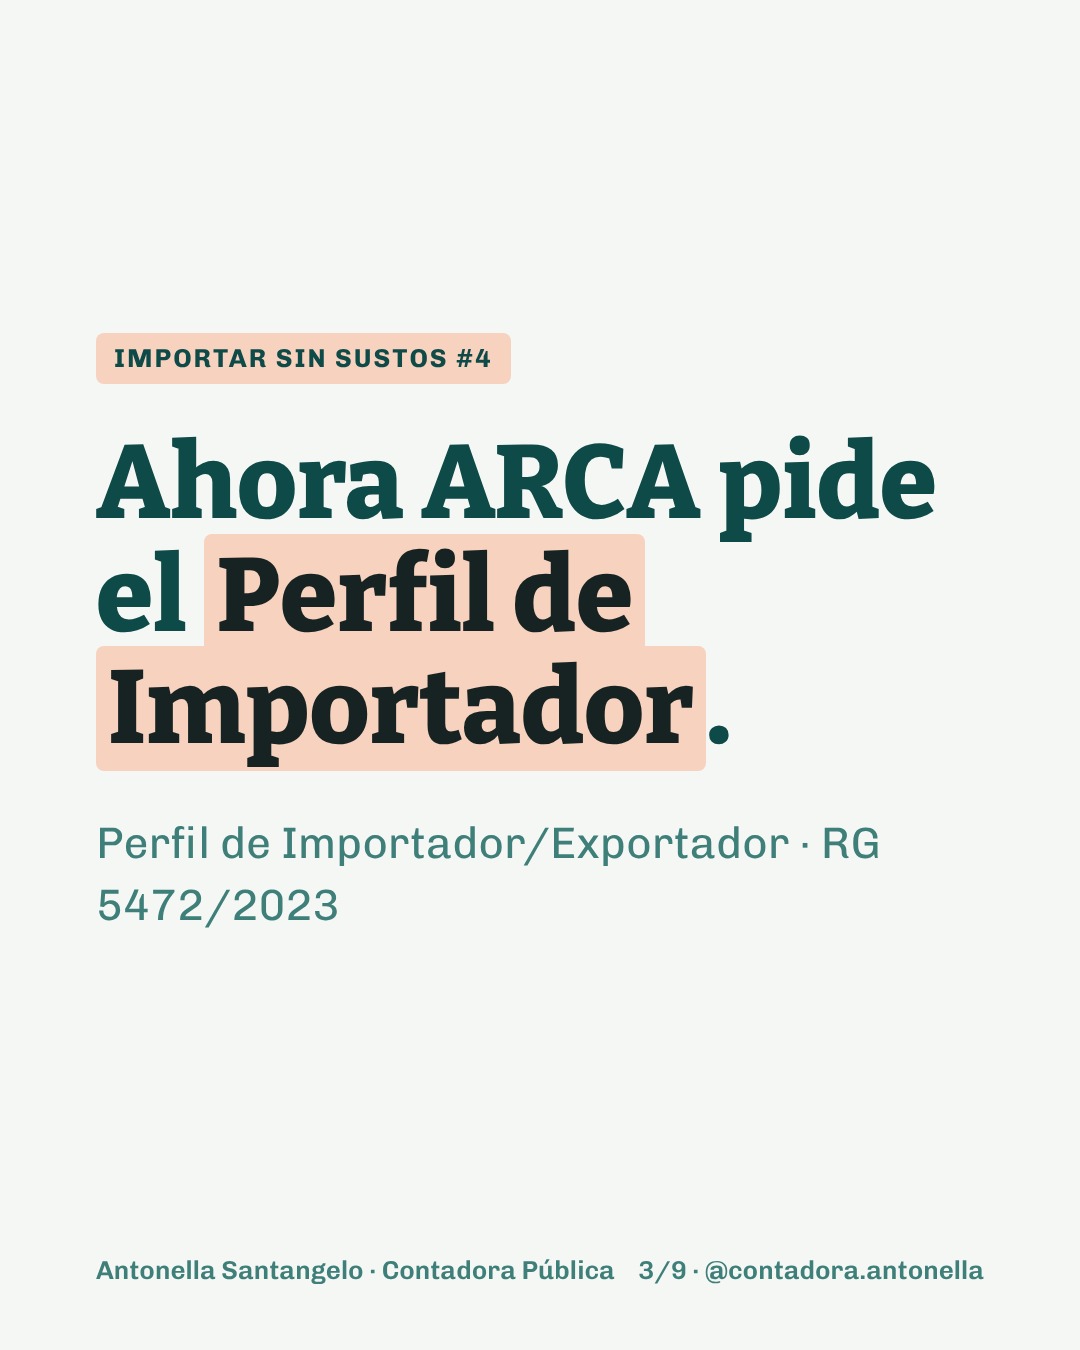 IMPORTAR SIN SUSTOS #4
Ahora ARCA pide
el Perfil de
Importador.
Perfil de Importador/Exportador · RG
5472/2023
Antonella Santangelo · Contadora Pública 3/9 · @contadora.antonella